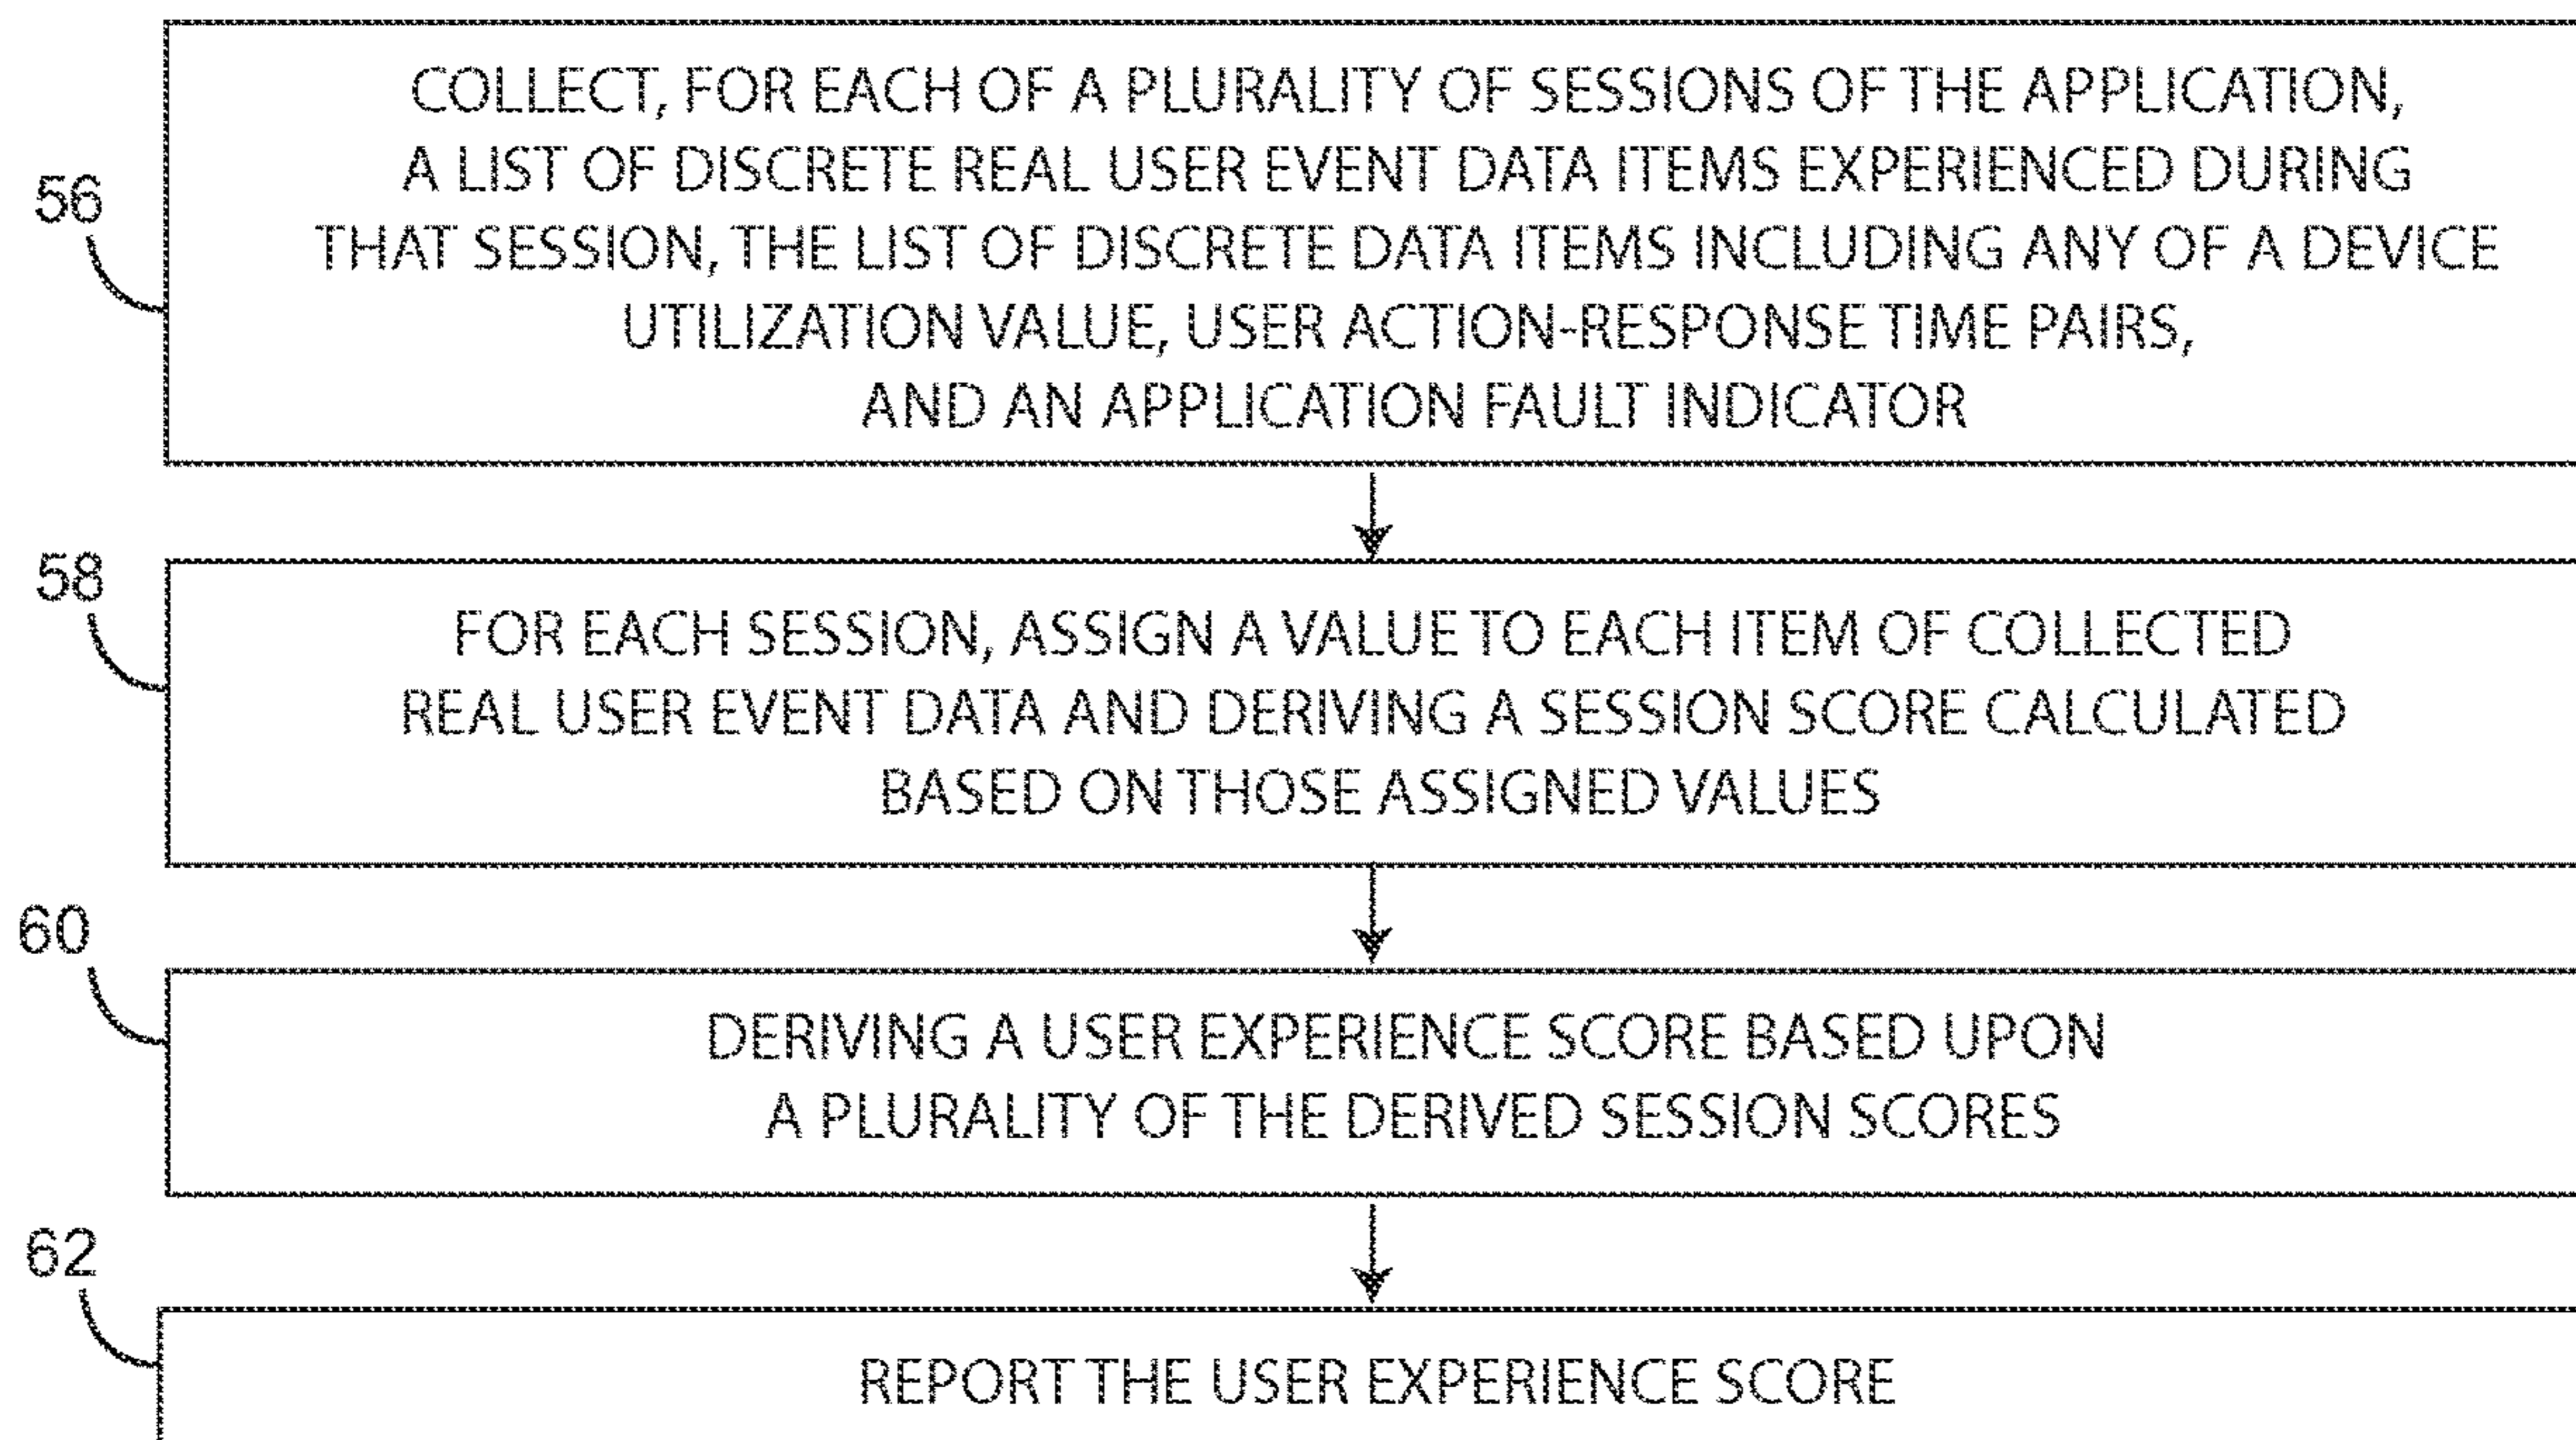 COLLECT, FOR EACH OF A PLURALITY OF SESSIONS OF THE APPLICATION,
A LIST OF DISCRETE REAL USER EVENT DATA ITEMS EXPERIENCED DURING
56
THAT SESSION, THE LIST OF DISCRETE DATA ITEMS INCLUDING ANY OF A DEVICE
UTILIZATION VALUE, USER ACTION-RESPONSE TIME PAIRS,
AND AN APPLICATION FAULT INDICATOR
58
FOR EACH SESSION, ASSIGN A VALUE TO EACH ITEM OF COLLECTED
REAL USER EVENT DATA AND DERIVING A SESSION SCORE CALCULATED
BASED ON THOSE ASSIGNED VALUES
60
DERIVING A USER EXPERIENCE SCORE BASED UPON
A PLURALITY OF THE DERIVED SESSION SCORES
62
REPORT THE USER EXPERIENCE SCORE